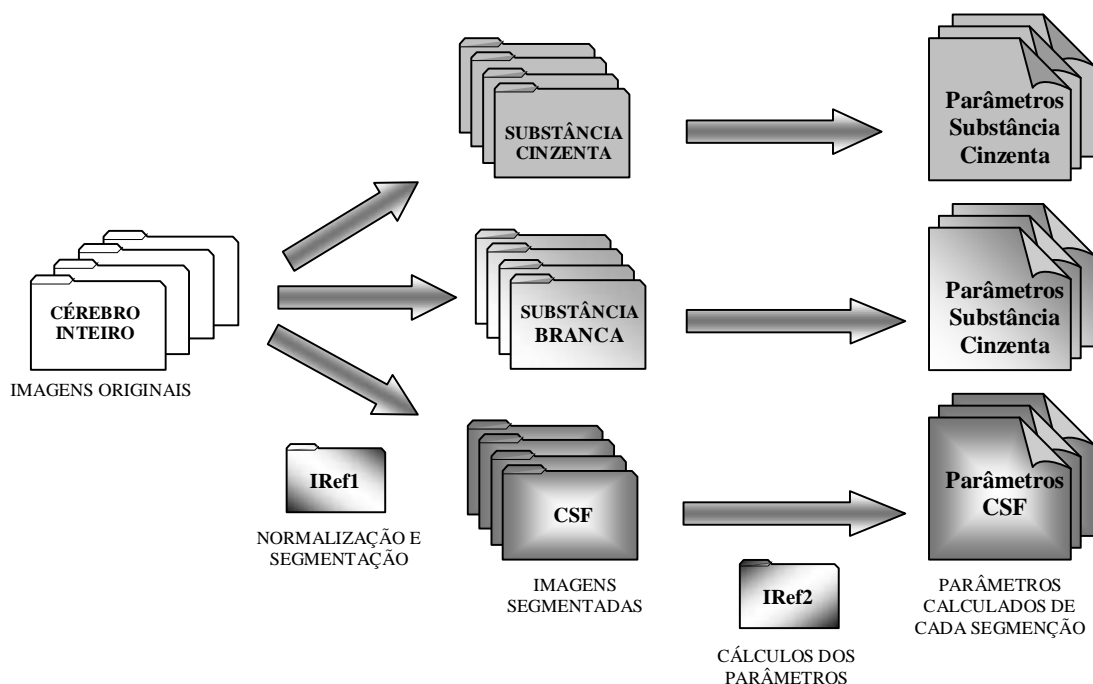 SUBSTÂNCIA
CINZENTA
Parâmetros
Substância
Cinzenta
CÉREBRO
INTEIRO
IMAGENS ORIGINAIS
SUBSTÂNCIA
BRANCA
Parâmetros
Substância
Cinzenta
IRef1
NORMALIZAÇÃO E
SEGMENTAÇÃO
CSF
IMAGENS
SEGMENTADAS
Parâmetros
CSF
IRef2
CÁLCULOS DOS
PARÂMETROS
PARÂMETROS
CALCULADOS DE
CADA SEGMENÇÃO